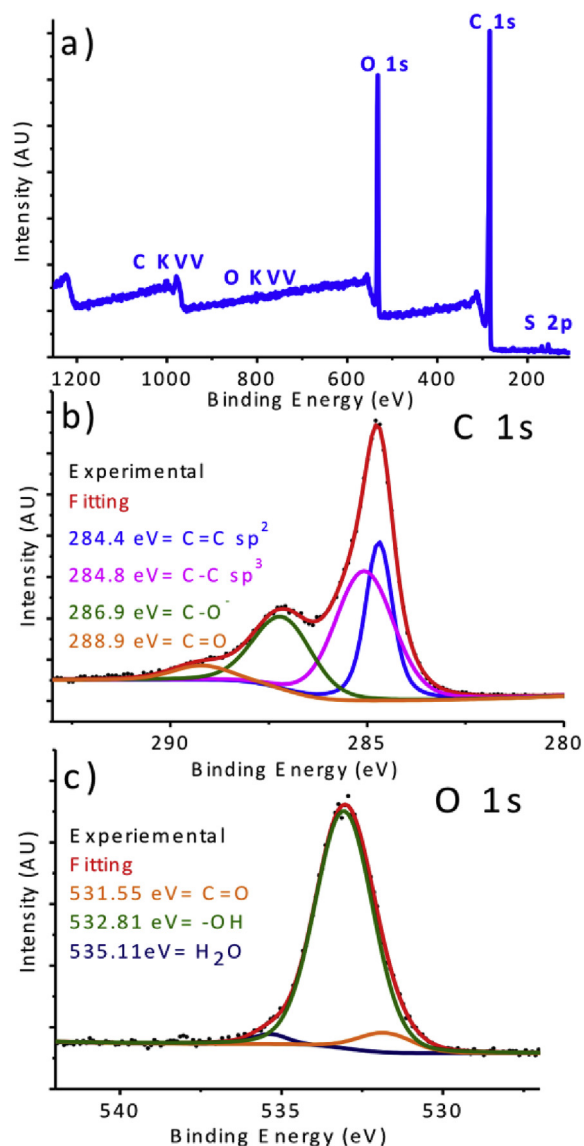 a)
C 1s
O 1s
C KVV
O KVV
S 2p
Intensity (AU)
1200 1000 800 600 400 200
Binding Energy (eV)
b)
C 1s
Experimental
Fitting
284.4 eV= C=C sp²
284.8 eV= C-C sp³
286.9 eV= C-O⁻
288.9 eV= C=O
Intensity (AU)
290 285 280
Binding Energy (eV)
c)
O 1s
Experiemental
Fitting
531.55 eV= C=O
532.81 eV= -OH
535.11eV= H₂O
Intensity (AU)
540 535 530
Binding Energy (eV)